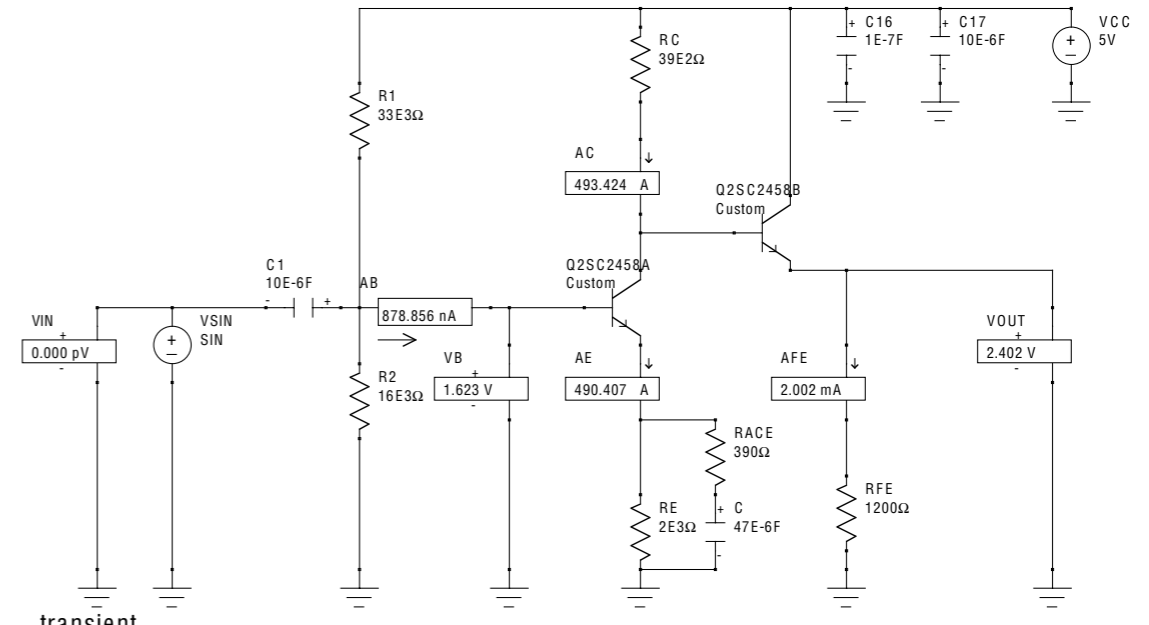 C16
1E-7F
C17
10E-6F
VCC
5V
RC
39E2Ω
R1
33E3Ω
AC
493.424 A
Q2SC2458B
Custom
C1
10E-6F
AB
878.856 nA
Q2SC2458A
Custom
VIN
0.000 pV
VSIN
SIN
VB
1.623 V
AE
490.407 A
AFE
2.002 mA
VOUT
2.402 V
R2
16E3Ω
RACE
390Ω
RE
2E3Ω
C
47E-6F
RFE
1200Ω
transient